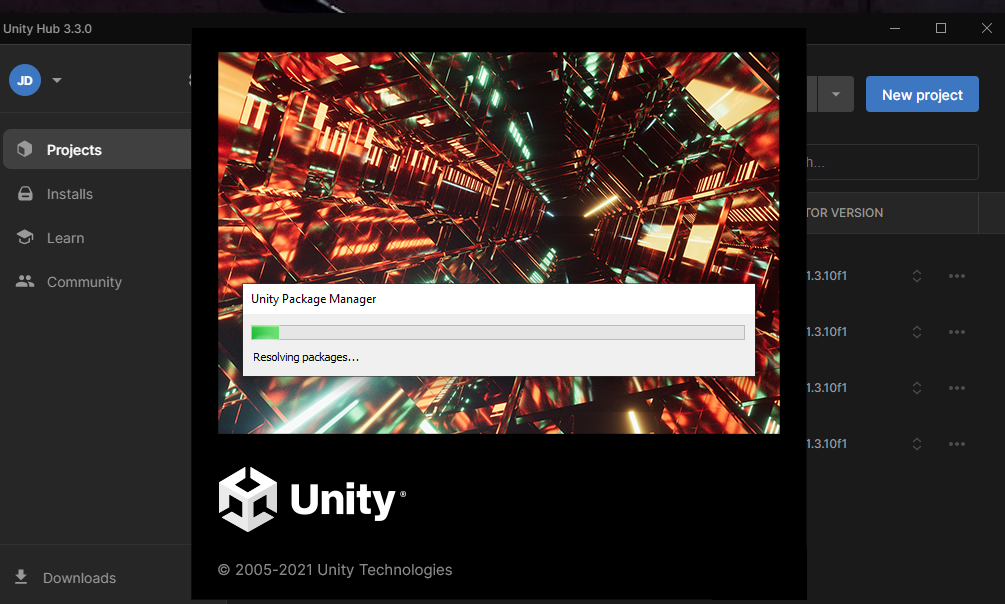 Unity Hub 3.3.0
JD
New project
Projects
h...
Installs
TOR VERSION
Learn
1.3.10f1
Community
Unity Package Manager
1.3.10f1
Resolving packages...
1.3.10f1
1.3.10f1
Unity®
© 2005-2021 Unity Technologies
Downloads